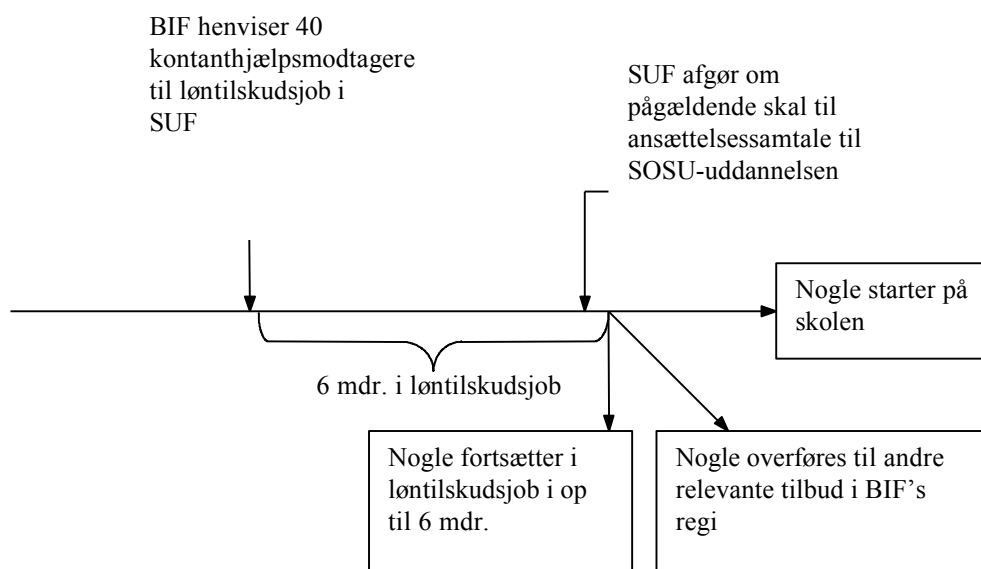 BIF henviser 40
kontanthjælpsmodtagere
til løntilskudsjob i
SUF
SUF afgør om
pågældende skal til
ansættelsessamtale til
SOSU-uddannelsen
Nogle starter på
skolen
6 mdr. i løntilskudsjob
Nogle fortsætter i
løntilskudsjob i op
til 6 mdr.
Nogle overføres til andre
relevante tilbud i BIF’s
regi